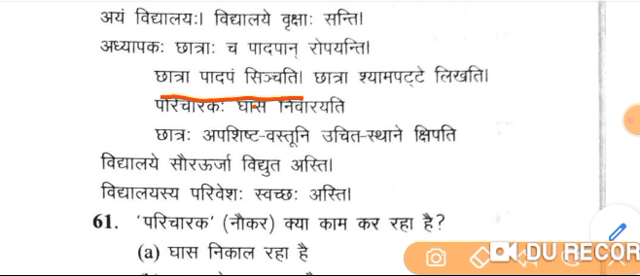 अयं विद्यालयः। विद्यालये वृक्षाः सन्ति।
अध्यापकः छात्राः च पादपान् रोपयन्ति।
छात्रा पादपं सिञ्चति। छात्रा श्यामपट्टे लिखति।
परिचारकः घास निवारयति
छात्रः अपशिष्ट-वस्तूनि उचित-स्थाने क्षिपति
विद्यालये सौरऊर्जा विद्युत अस्ति।
विद्यालयस्य परिवेशः स्वच्छः अस्ति।
61. 'परिचारक' (नौकर) क्या काम कर रहा है?
(a) घास निकाल रहा है
DU RECOR